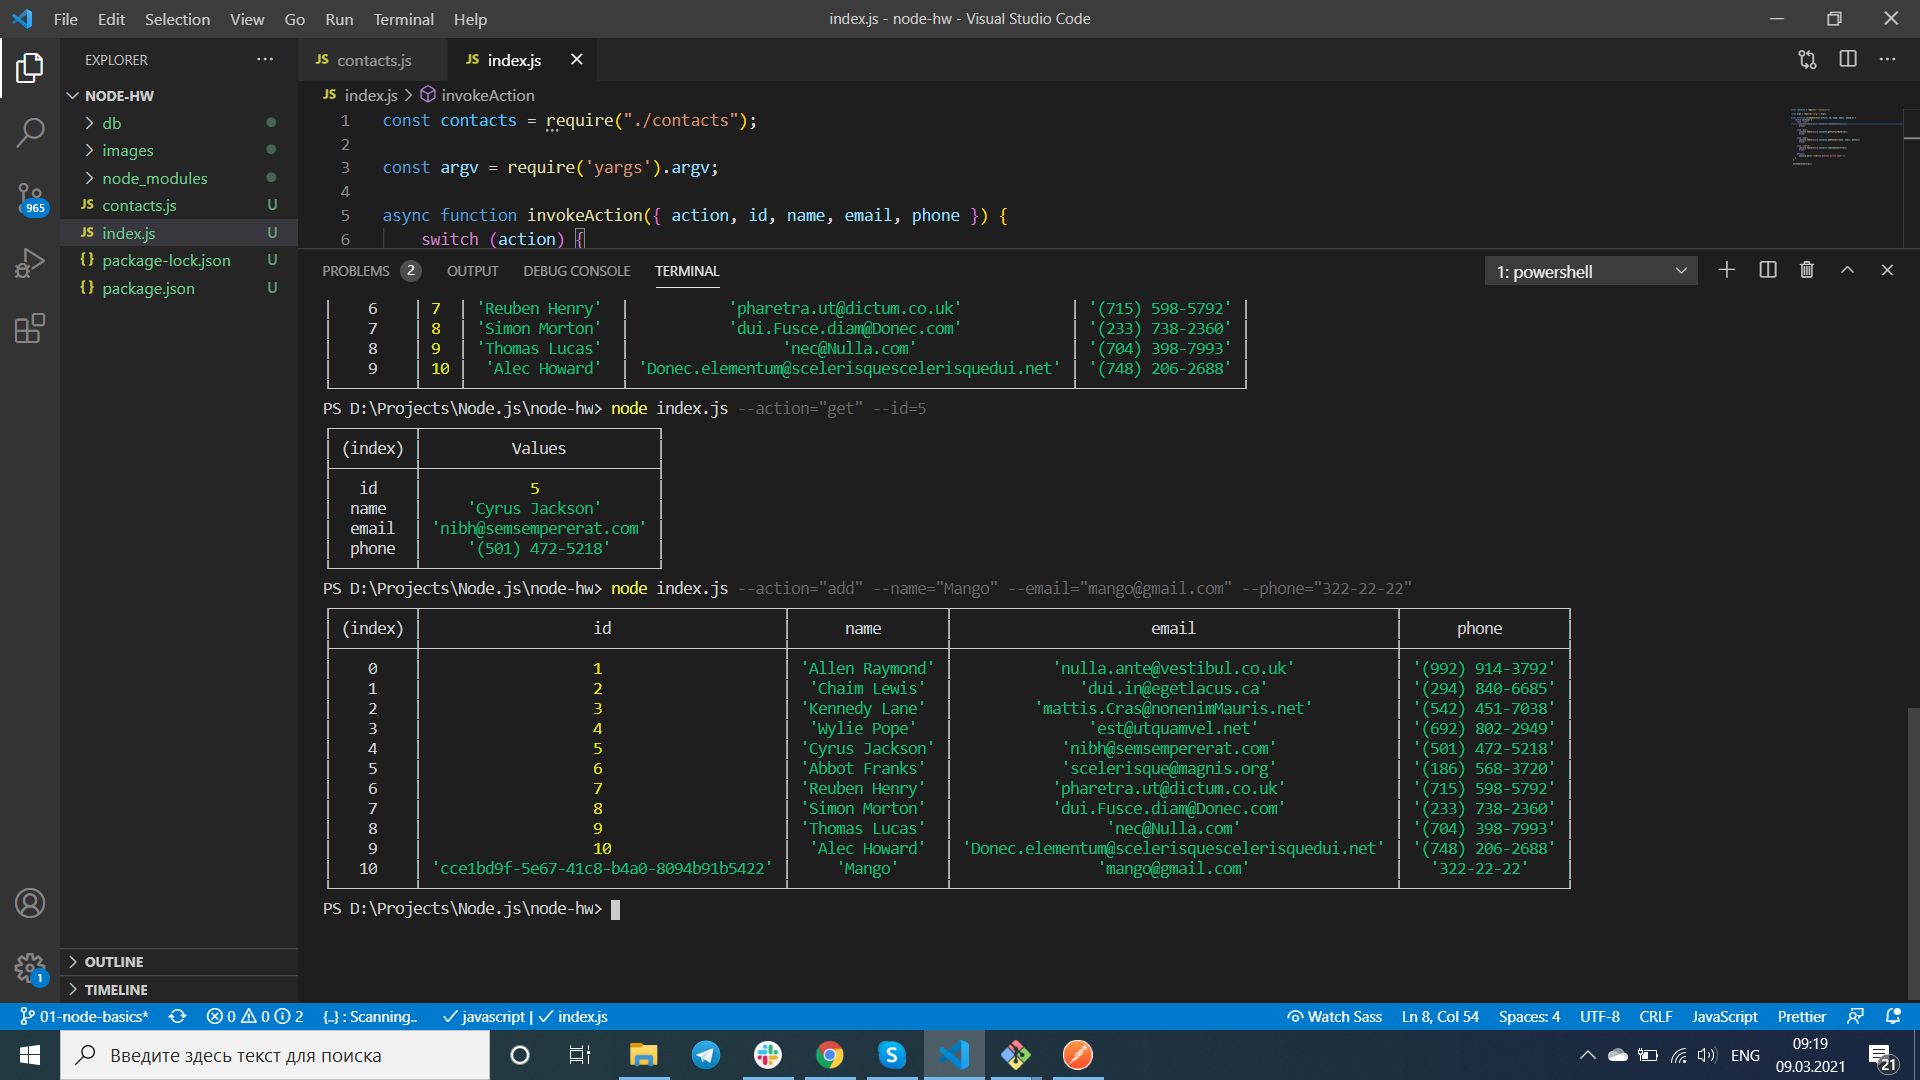 File Edit Selection View Go Run Terminal Help
index.js - node-hw - Visual Studio Code
EXPLORER
NODE-HW
db
images
node_modules
JS contacts.js U
JS index.js U
{} package-lock.json U
{} package.json U
OUTLINE
TIMELINE
965
1
JS contacts.js
JS index.js
JS index.js > invokeAction
1 const contacts = require("./contacts");
2
3 const argv = require('yargs').argv;
4
5 async function invokeAction({ action, id, name, email, phone }) {
6 switch (action) {
PROBLEMS 2 OUTPUT DEBUG CONSOLE TERMINAL
1: powershell
6 7 'Reuben Henry' 'pharetra.ut@dictum.co.uk' '(715) 598-5792'
7 8 'Simon Morton' 'dui.Fusce.diam@Donec.com' '(233) 738-2360'
8 9 'Thomas Lucas' 'nec@Nulla.com' '(704) 398-7993'
9 10 'Alec Howard' 'Donec.elementum@scelerisquescelerisquedui.net' '(748) 206-2688'
PS D:\Projects\Node.js\node-hw> node index.js --action="get" --id=5
(index) Values
id 5
name 'Cyrus Jackson'
email 'nibh@semsempererat.com'
phone '(501) 472-5218'
PS D:\Projects\Node.js\node-hw> node index.js --action="add" --name="Mango" --email="mango@gmail.com" --phone="322-22-22"
(index) id name email phone
0 1 'Allen Raymond' 'nulla.ante@vestibul.co.uk' '(992) 914-3792'
1 2 'Chaim Lewis' 'dui.in@egetlacus.ca' '(294) 840-6685'
2 3 'Kennedy Lane' 'mattis.Cras@nonenimMauris.net' '(542) 451-7038'
3 4 'Wylie Pope' 'est@utquamvel.net' '(692) 802-2949'
4 5 'Cyrus Jackson' 'nibh@semsempererat.com' '(501) 472-5218'
5 6 'Abbot Franks' 'scelerisque@magnis.org' '(186) 568-3720'
6 7 'Reuben Henry' 'pharetra.ut@dictum.co.uk' '(715) 598-5792'
7 8 'Simon Morton' 'dui.Fusce.diam@Donec.com' '(233) 738-2360'
8 9 'Thomas Lucas' 'nec@Nulla.com' '(704) 398-7993'
9 10 'Alec Howard' 'Donec.elementum@scelerisquescelerisquedui.net' '(748) 206-2688'
10 'cce1bd9f-5e67-41c8-b4a0-8094b91b5422' 'Mango' 'mango@gmail.com' '322-22-22'
PS D:\Projects\Node.js\node-hw>
01-node-basics* 0 0 2 {..} : Scanning.. javascript | index.js
Watch Sass Ln 8, Col 54 Spaces: 4 UTF-8 CRLF JavaScript Prettier
Введите здесь текст для поиска
ENG
09:19
09.03.2021
21